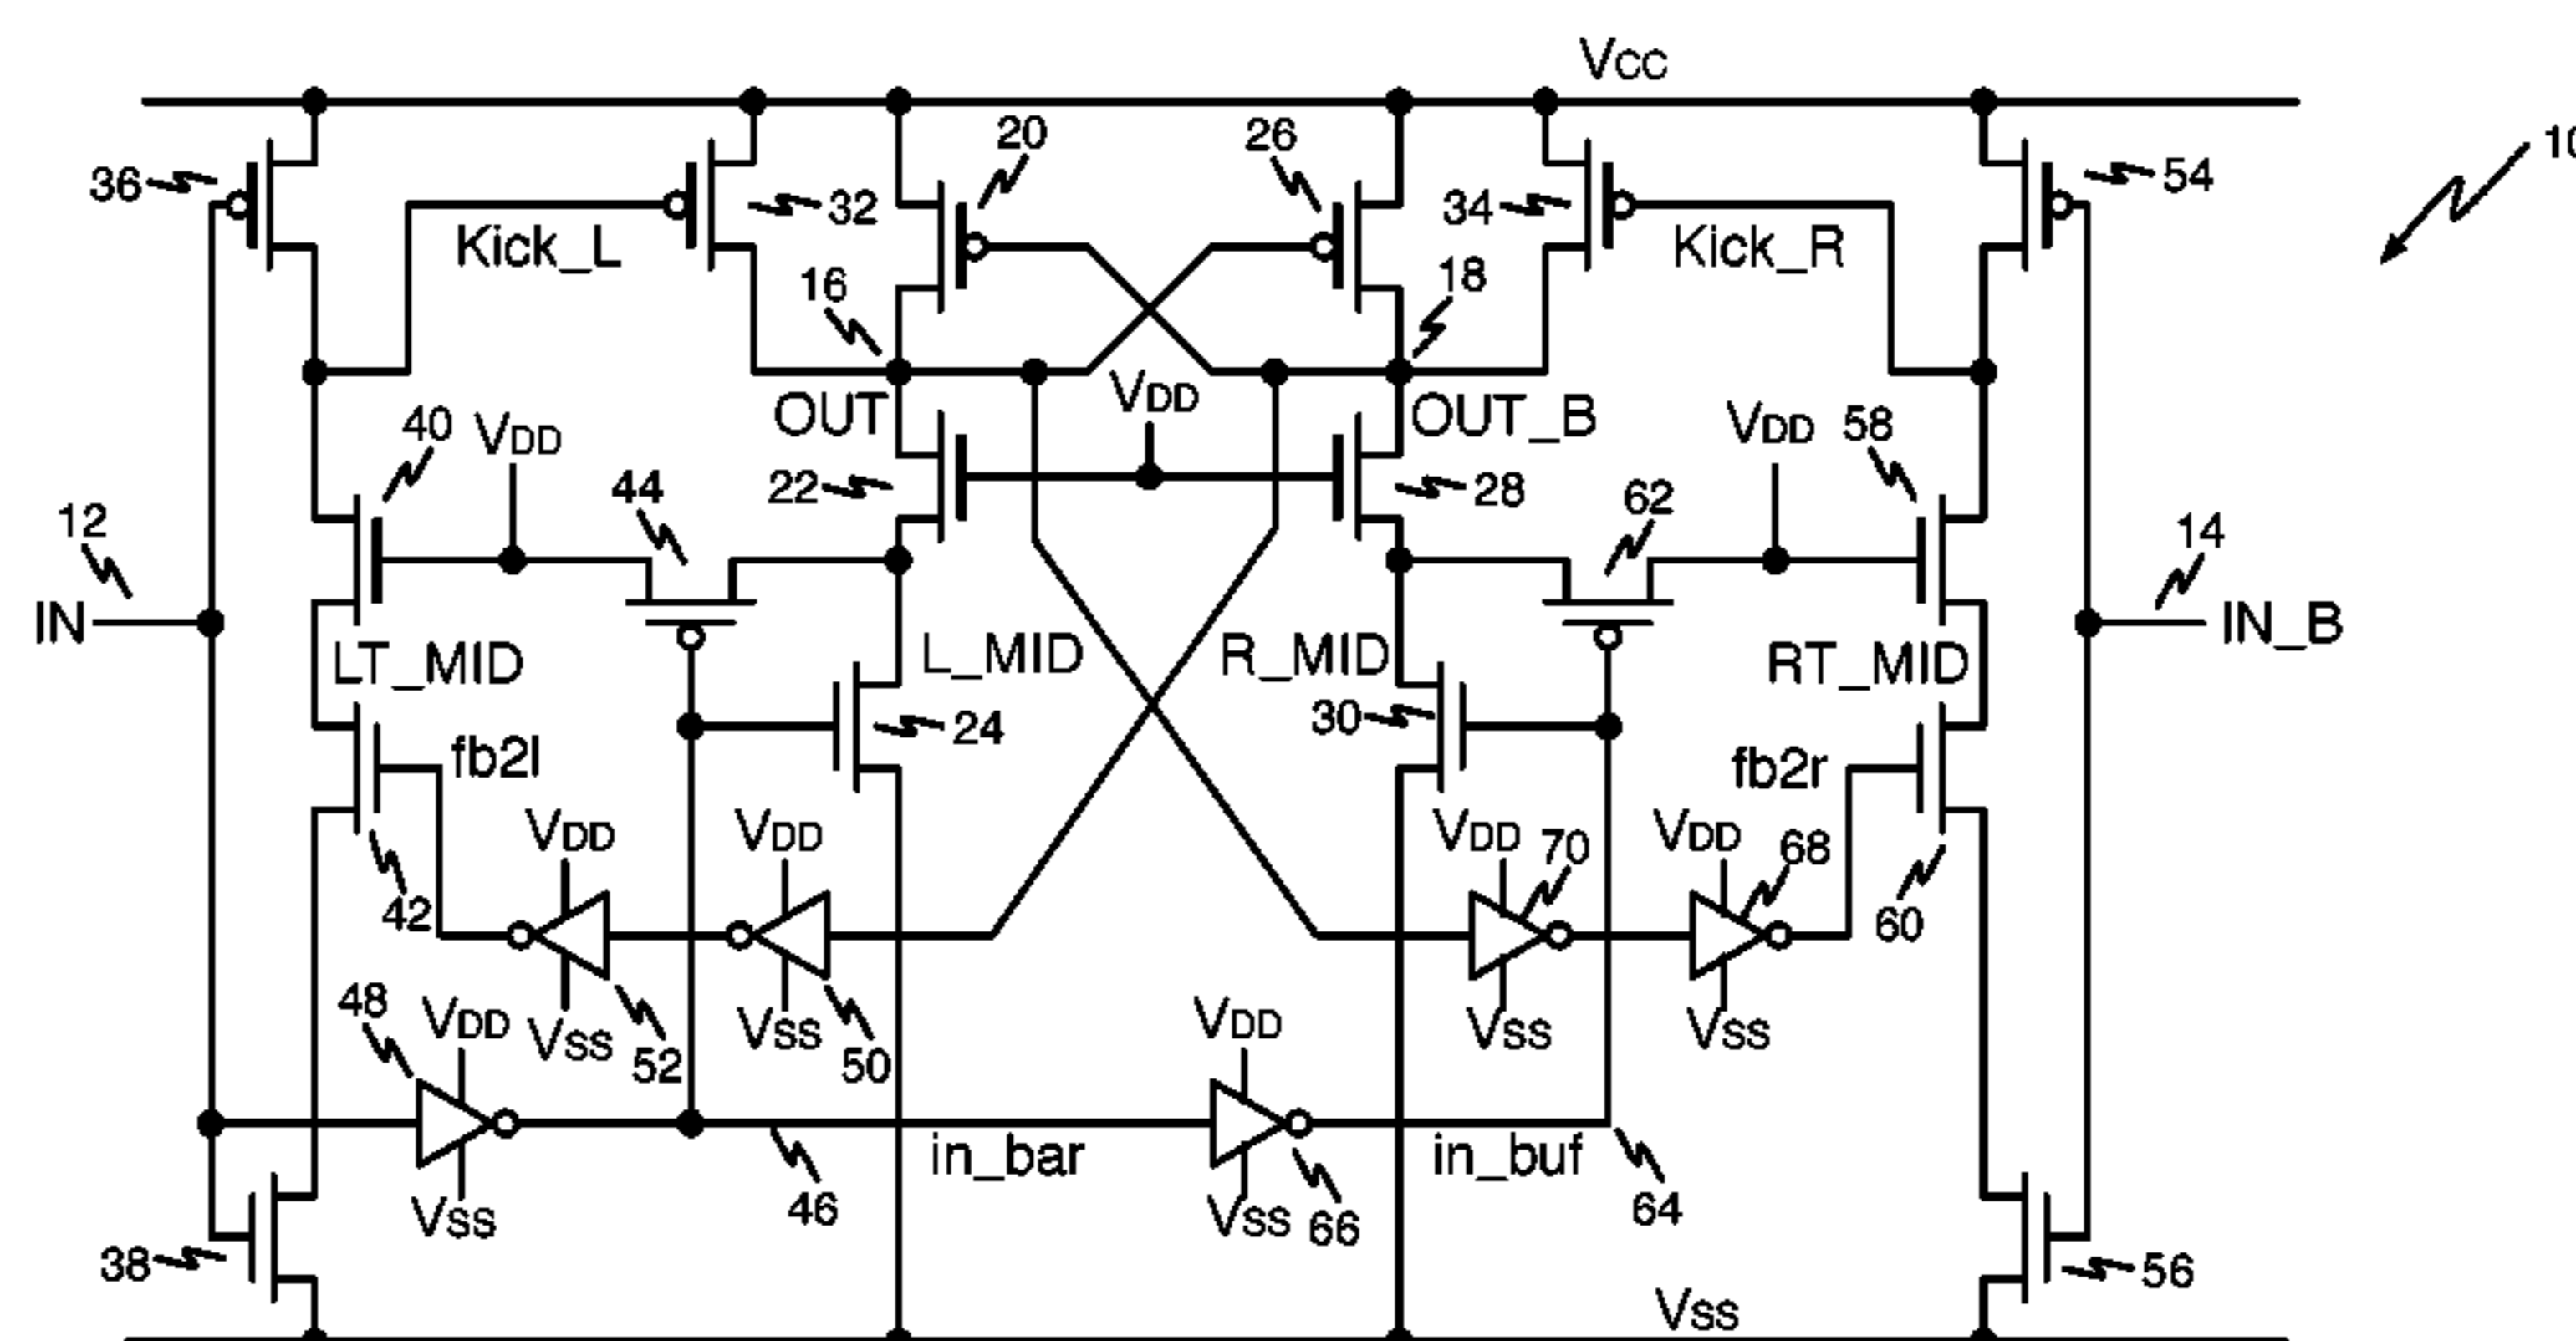 VCC
10
36
32
20
26
34
54
Kick_L
Kick_R
16
18
OUT
VDD
OUT_B
40
VDD
44
22
28
62
VDD
58
12
14
IN
IN_B
LT_MID
L_MID
R_MID
RT_MID
24
30
fb2l
fb2r
42
VDD
VDD
VDD
70
VDD
68
60
VSS
52
VSS
50
VSS
VSS
48
VDD
VDD
in_bar
in_buf
VSS
46
VSS
66
64
38
56
VSS